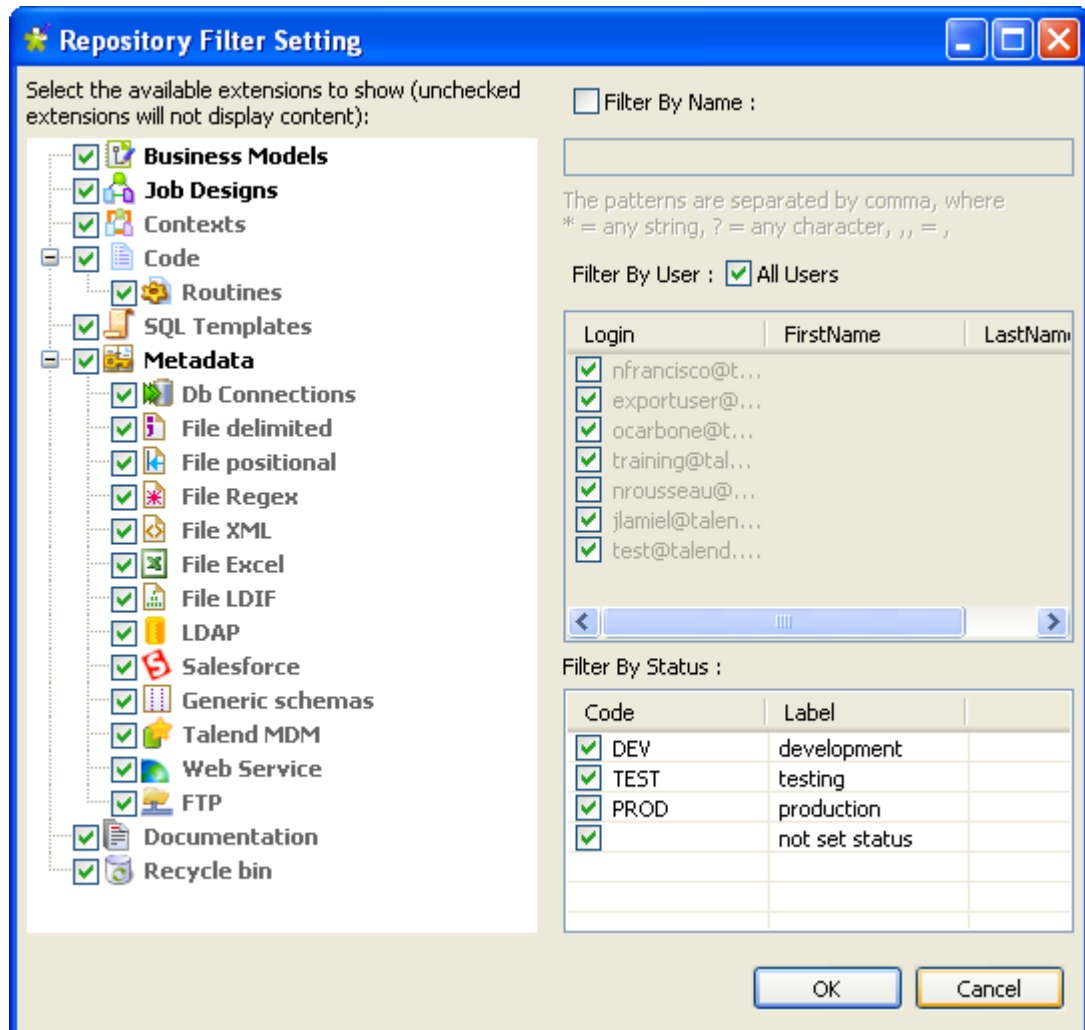 Repository Filter Setting
Select the available extensions to show (unchecked
extensions will not display content):
Business Models
Job Designs
Contexts
Code
Routines
SQL Templates
Metadata
Db Connections
File delimited
File positional
File Regex
File XML
File Excel
File LDIF
LDAP
Salesforce
Generic schemas
Talend MDM
Web Service
FTP
Documentation
Recycle bin
Filter By Name :
The patterns are separated by comma, where
* = any string, ? = any character, ,, = ,
Filter By User : All Users
Login FirstName LastNam
nfrancisco@t...
exportuser@...
ocarbone@t...
training@tal...
nrousseau@...
jlamiel@talen...
test@talend....
Filter By Status :
Code Label
DEV development
TEST testing
PROD production
not set status
OK Cancel